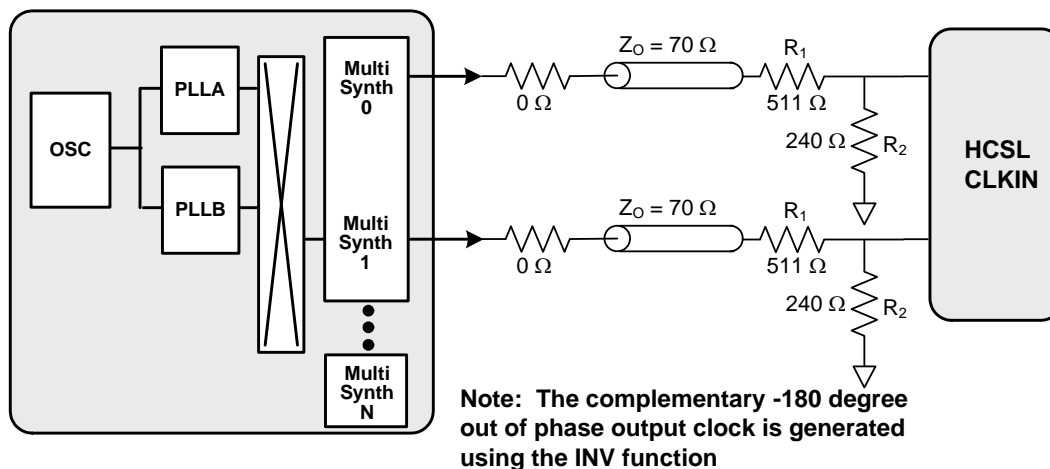 OSC
PLLA
PLLB
Multi
Synth
0
Multi
Synth
1
Multi
Synth
N
0 Ω
Z_O = 70 Ω
R_1
511 Ω
240 Ω
R_2
0 Ω
Z_O = 70 Ω
R_1
511 Ω
240 Ω
R_2
HCSL
CLKIN
Note: The complementary -180 degree
out of phase output clock is generated
using the INV function